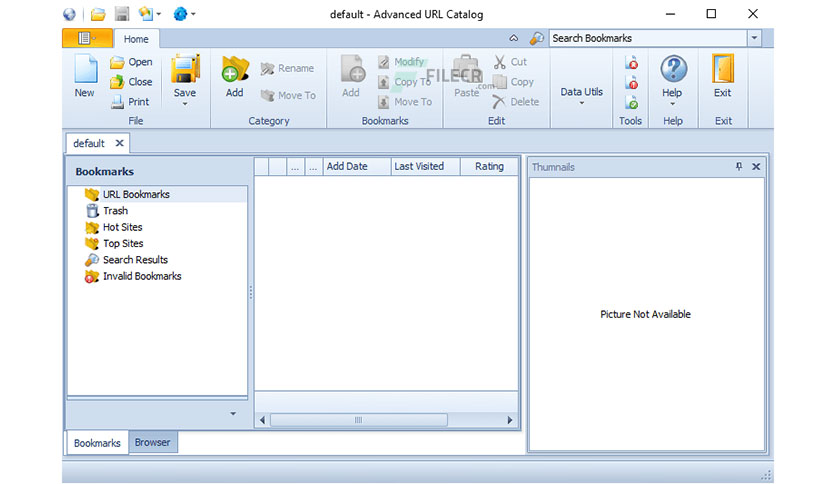 default - Advanced URL Catalog
Home
Search Bookmarks
New
Open
Close
Print
Save
File
Add
Rename
Move To
Category
Add
Modify
Copy To
Move To
Bookmarks
Paste
Cut
Copy
Delete
Edit
FILECR
.com
Data Utils
Tools
Help
Help
Exit
Exit
default
Bookmarks
URL Bookmarks
Trash
Hot Sites
Top Sites
Search Results
Invalid Bookmarks
... ... Add Date Last Visited Rating
Thumnails
Picture Not Available
Bookmarks Browser